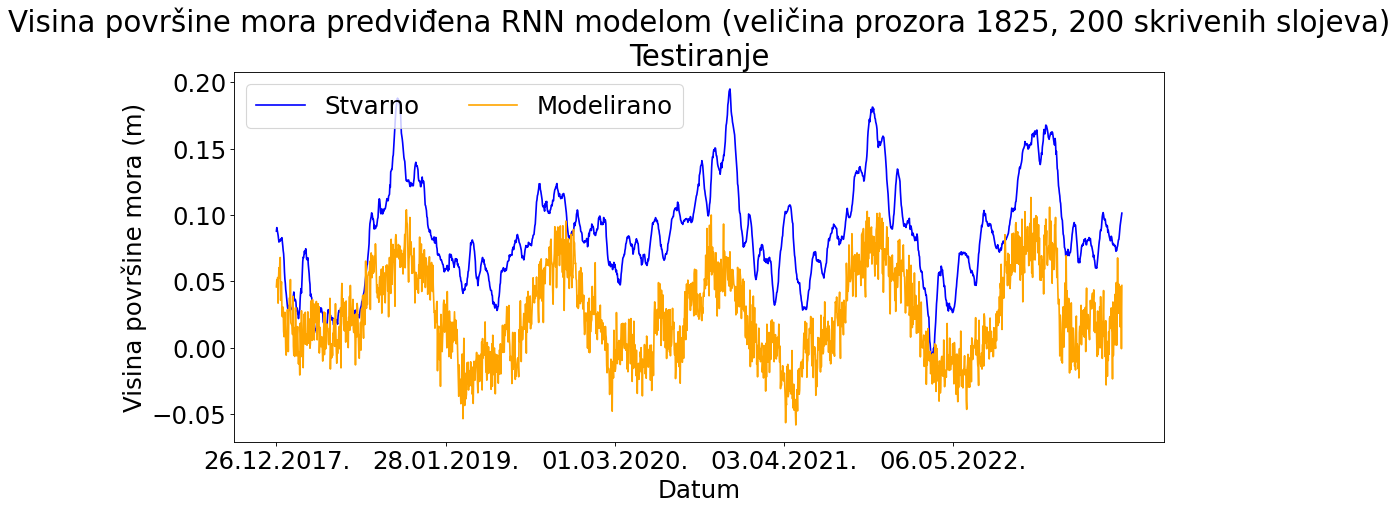 Visina površine mora predviđena RNN modelom (veličina prozora 1825, 200 skrivenih slojeva)
Testiranje
Stvarno
Modelirano
Visina površine mora (m)
0.20
0.15
0.10
0.05
0.00
−0.05
26.12.2017.
28.01.2019.
01.03.2020.
03.04.2021.
06.05.2022.
Datum